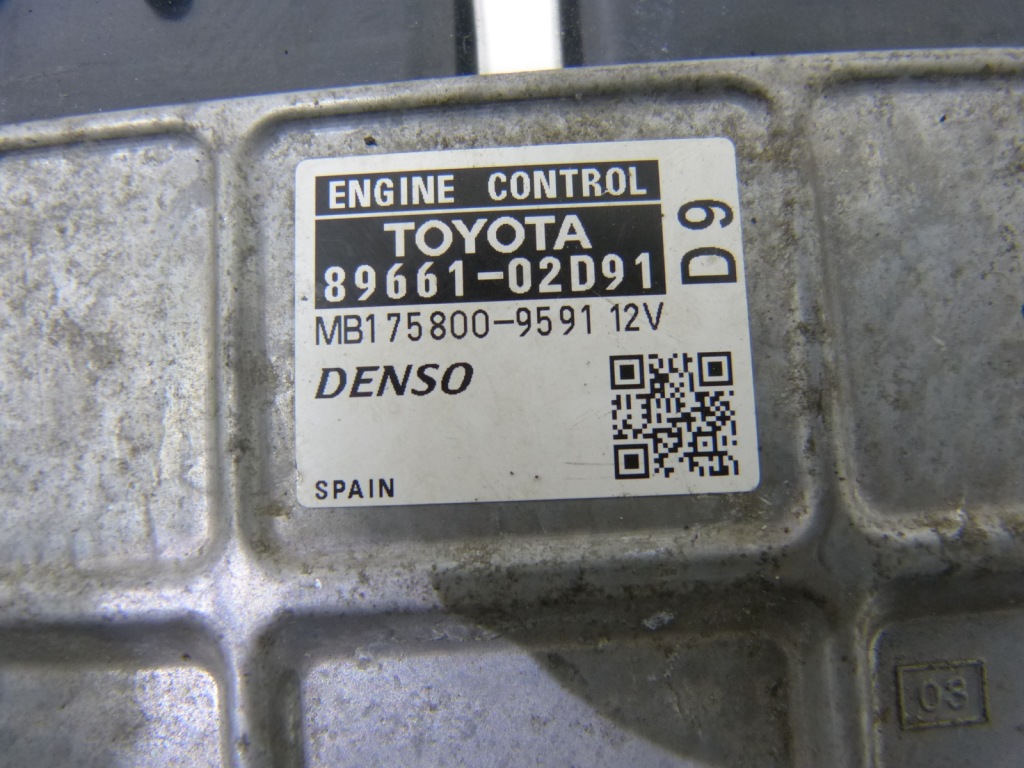 ENGINE CONTROL
TOYOTA
89661-02D91
D9
MB175800-9591 12V
DENSO
SPAIN
03